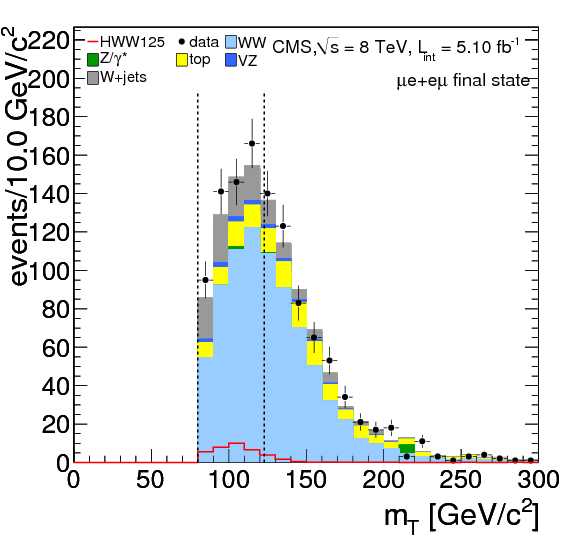 HWW125 data WW
Z/γ* top VZ
W+jets
CMS,√s = 8 TeV, L_int = 5.10 fb⁻¹
μe+eμ final state
events/10.0 GeV/c²
220
200
180
160
140
120
100
80
60
40
20
0
0 50 100 150 200 250 300
m_T [GeV/c²]